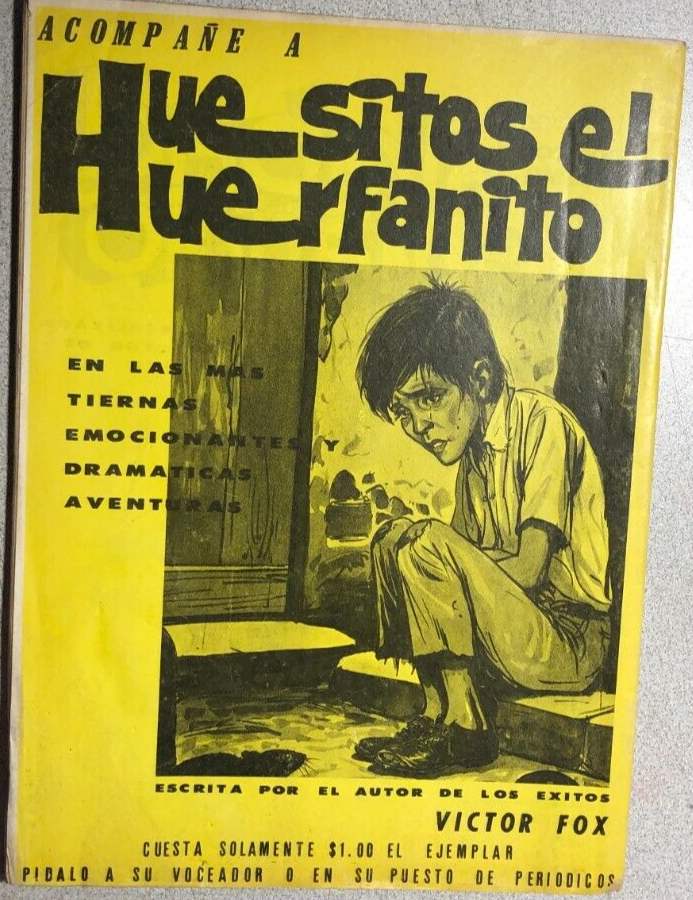 ACOMPAÑE A
Huesitos el
Huerfanito
EN LAS MAS
TIERNAS
EMOCIONANTES Y
DRAMATICAS
AVENTURAS
ESCRITA POR EL AUTOR DE LOS EXITOS
VICTOR FOX
CUESTA SOLAMENTE $1.00 EL EJEMPLAR
PIDALO A SU VOCEADOR O EN SU PUESTO DE PERIODICOS